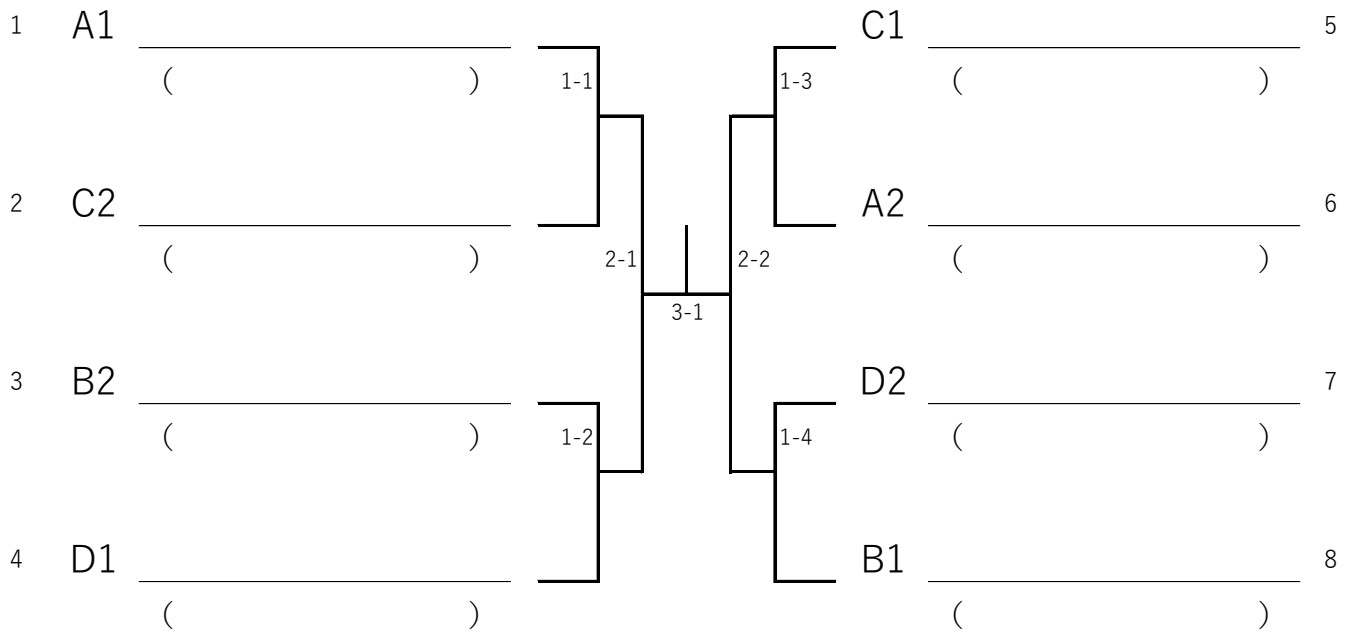 1 A1 C1 5
( ) 1-1 1-3 ( )
2 C2 A2 6
( ) 2-1 2-2 ( )
3-1
3 B2 D2 7
( ) 1-2 1-4 ( )
4 D1 B1 8
( ) ( )